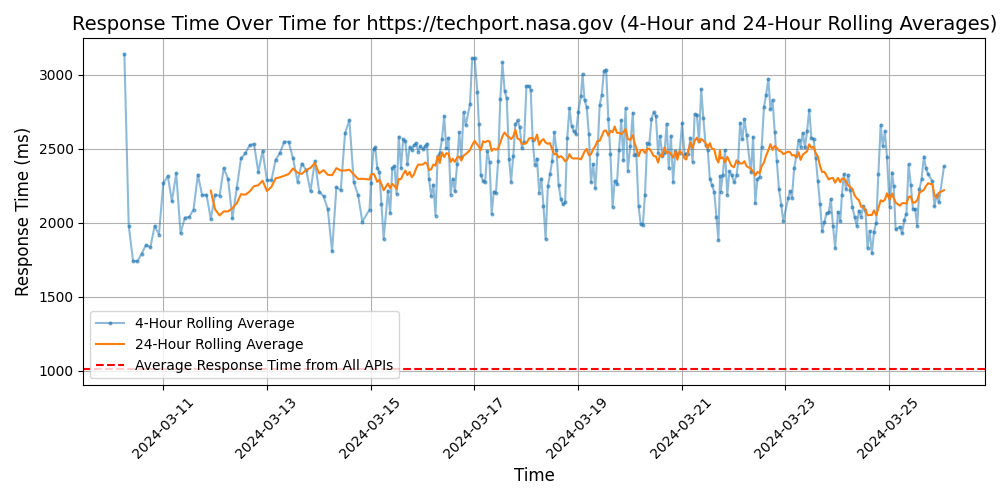 Response Time Over Time for https://techport.nasa.gov (4-Hour and 24-Hour Rolling Averages)
Response Time (ms)
3000
2500
2000
1500
1000
4-Hour Rolling Average
24-Hour Rolling Average
Average Response Time from All APIs
2024-03-11
2024-03-13
2024-03-15
2024-03-17
2024-03-19
2024-03-21
2024-03-23
2024-03-25
Time